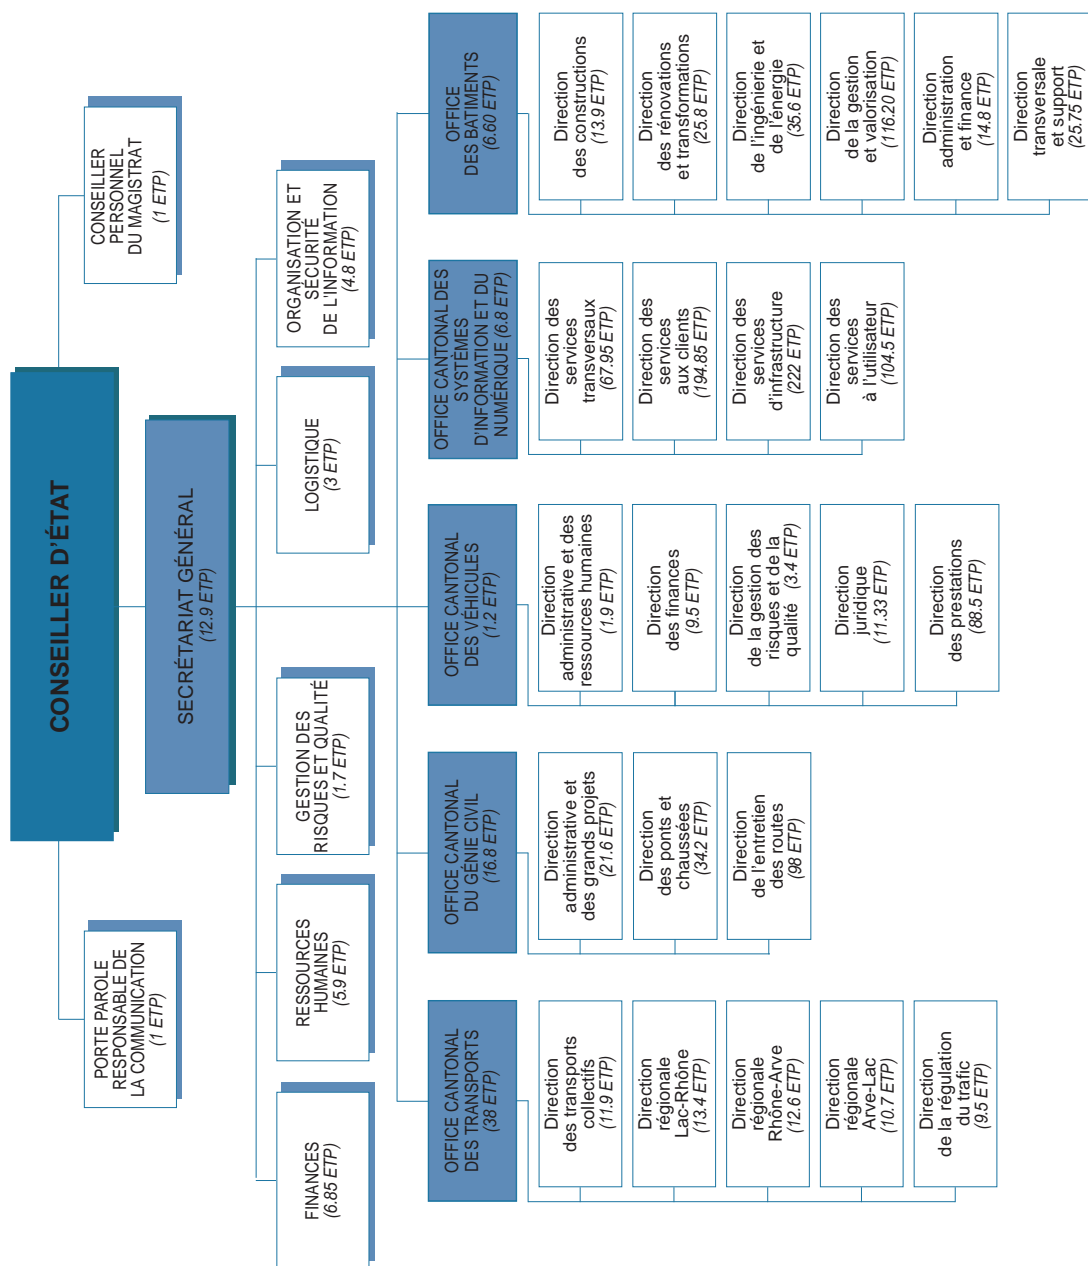 CONSEILLER D'ÉTAT
PORTE PAROLE
RESPONSABLE DE
LA COMMUNICATION
(1 ETP)
CONSEILLER
PERSONNEL
DU MAGISTRAT
(1 ETP)
SECRÉTARIAT GÉNÉRAL
(12.9 ETP)
FINANCES
(6.85 ETP)
RESSOURCES
HUMAINES
(5.9 ETP)
GESTION DES
RISQUES ET QUALITÉ
(1.7 ETP)
LOGISTIQUE
(3 ETP)
ORGANISATION ET
SÉCURITÉ
DE L'INFORMATION
(4.8 ETP)
OFFICE CANTONAL
DES TRANSPORTS
(38 ETP)
Direction
des transports
collectifs
(11.9 ETP)
Direction
régionale
Lac-Rhône
(13.4 ETP)
Direction
régionale
Rhône-Arve
(12.6 ETP)
Direction
régionale
Arve-Lac
(10.7 ETP)
Direction
de la régulation
du trafic
(9.5 ETP)
OFFICE CANTONAL
DU GÉNIE CIVIL
(16.8 ETP)
Direction
administrative et
des grands projets
(21.6 ETP)
Direction
des ponts et
chaussées
(34.2 ETP)
Direction
de l'entretien
des routes
(98 ETP)
OFFICE CANTONAL
DES VÉHICULES
(1.2 ETP)
Direction
administrative et des
ressources humaines
(1.9 ETP)
Direction
des finances
(9.5 ETP)
Direction
de la gestion des
risques et de la
qualité (3.4 ETP)
Direction
juridique
(11.33 ETP)
Direction
des prestations
(88.5 ETP)
OFFICE CANTONAL DES
SYSTÈMES
D'INFORMATION ET DU
NUMÉRIQUE (6.8 ETP)
Direction des
services
transversaux
(67.95 ETP)
Direction des
services
aux clients
(194.85 ETP)
Direction des
services
d'infrastructure
(222 ETP)
Direction des
services
à l'utilisateur
(104.5 ETP)
OFFICE
DES BATIMENTS
(6.60 ETP)
Direction
des constructions
(13.9 ETP)
Direction
des rénovations
et transformations
(25.8 ETP)
Direction
de l'ingénierie et
de l'énergie
(35.6 ETP)
Direction
de la gestion
et valorisation
(116.20 ETP)
Direction
administration
et finance
(14.8 ETP)
Direction
transversale
et support
(25.75 ETP)